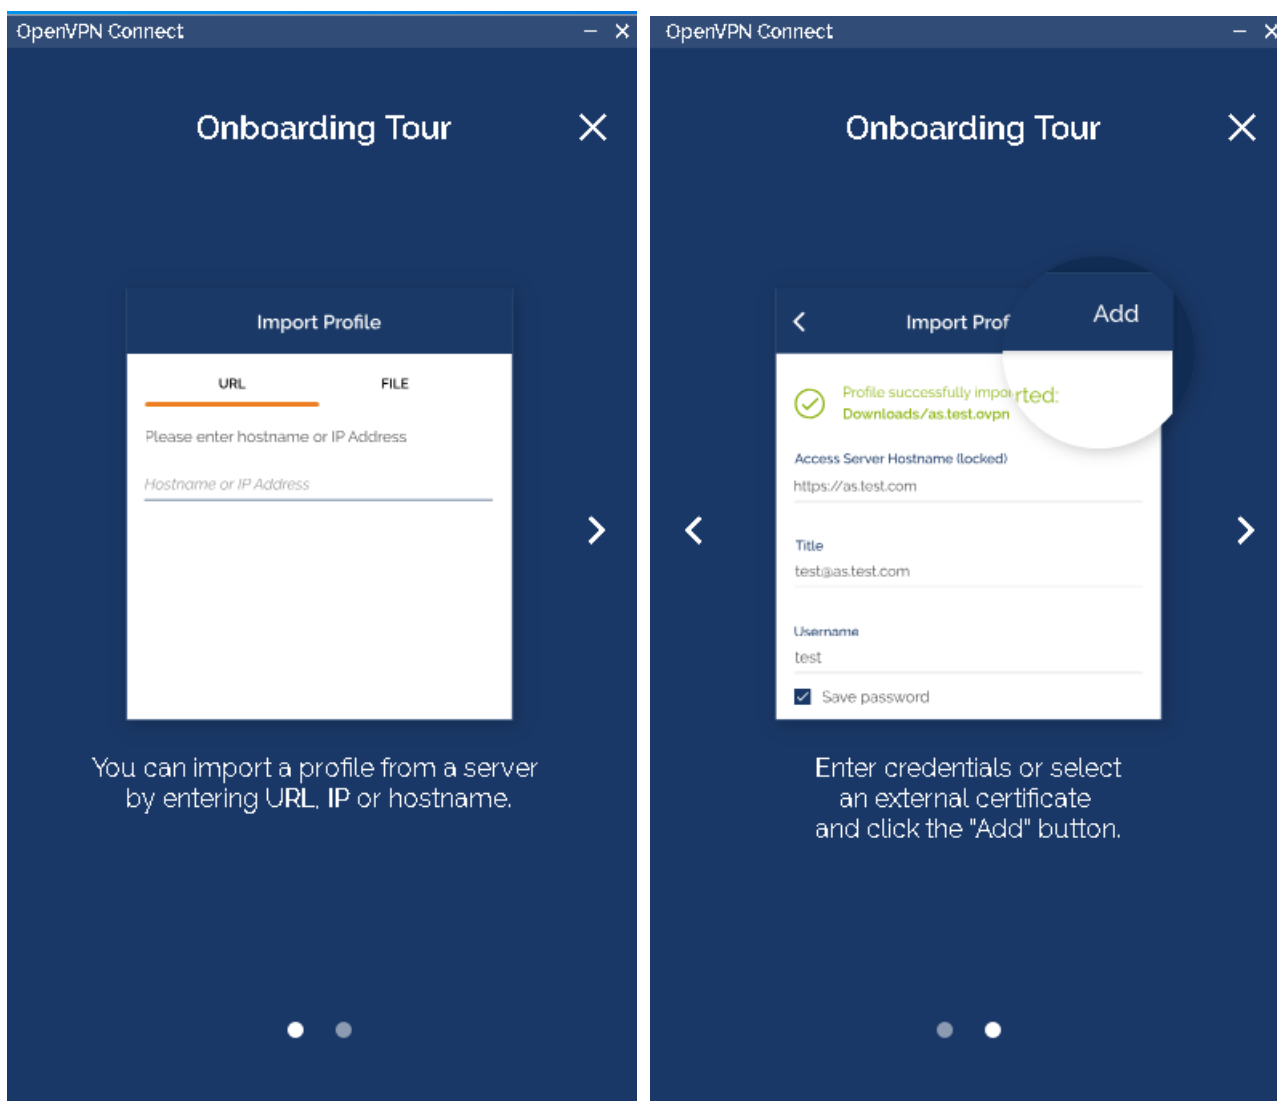 OpenVPN Connect
Onboarding Tour
Import Profile
URL FILE
Please enter hostname or IP Address
Hostname or IP Address
You can import a profile from a server
by entering URL, IP or hostname.
OpenVPN Connect
Onboarding Tour
Import Prof
Add
Profile successfully imported:
Downloads/as.test.ovpn
Access Server Hostname (locked)
https://as.test.com
Title
test@as.test.com
Username
test
Save password
Enter credentials or select
an external certificate
and click the "Add" button.